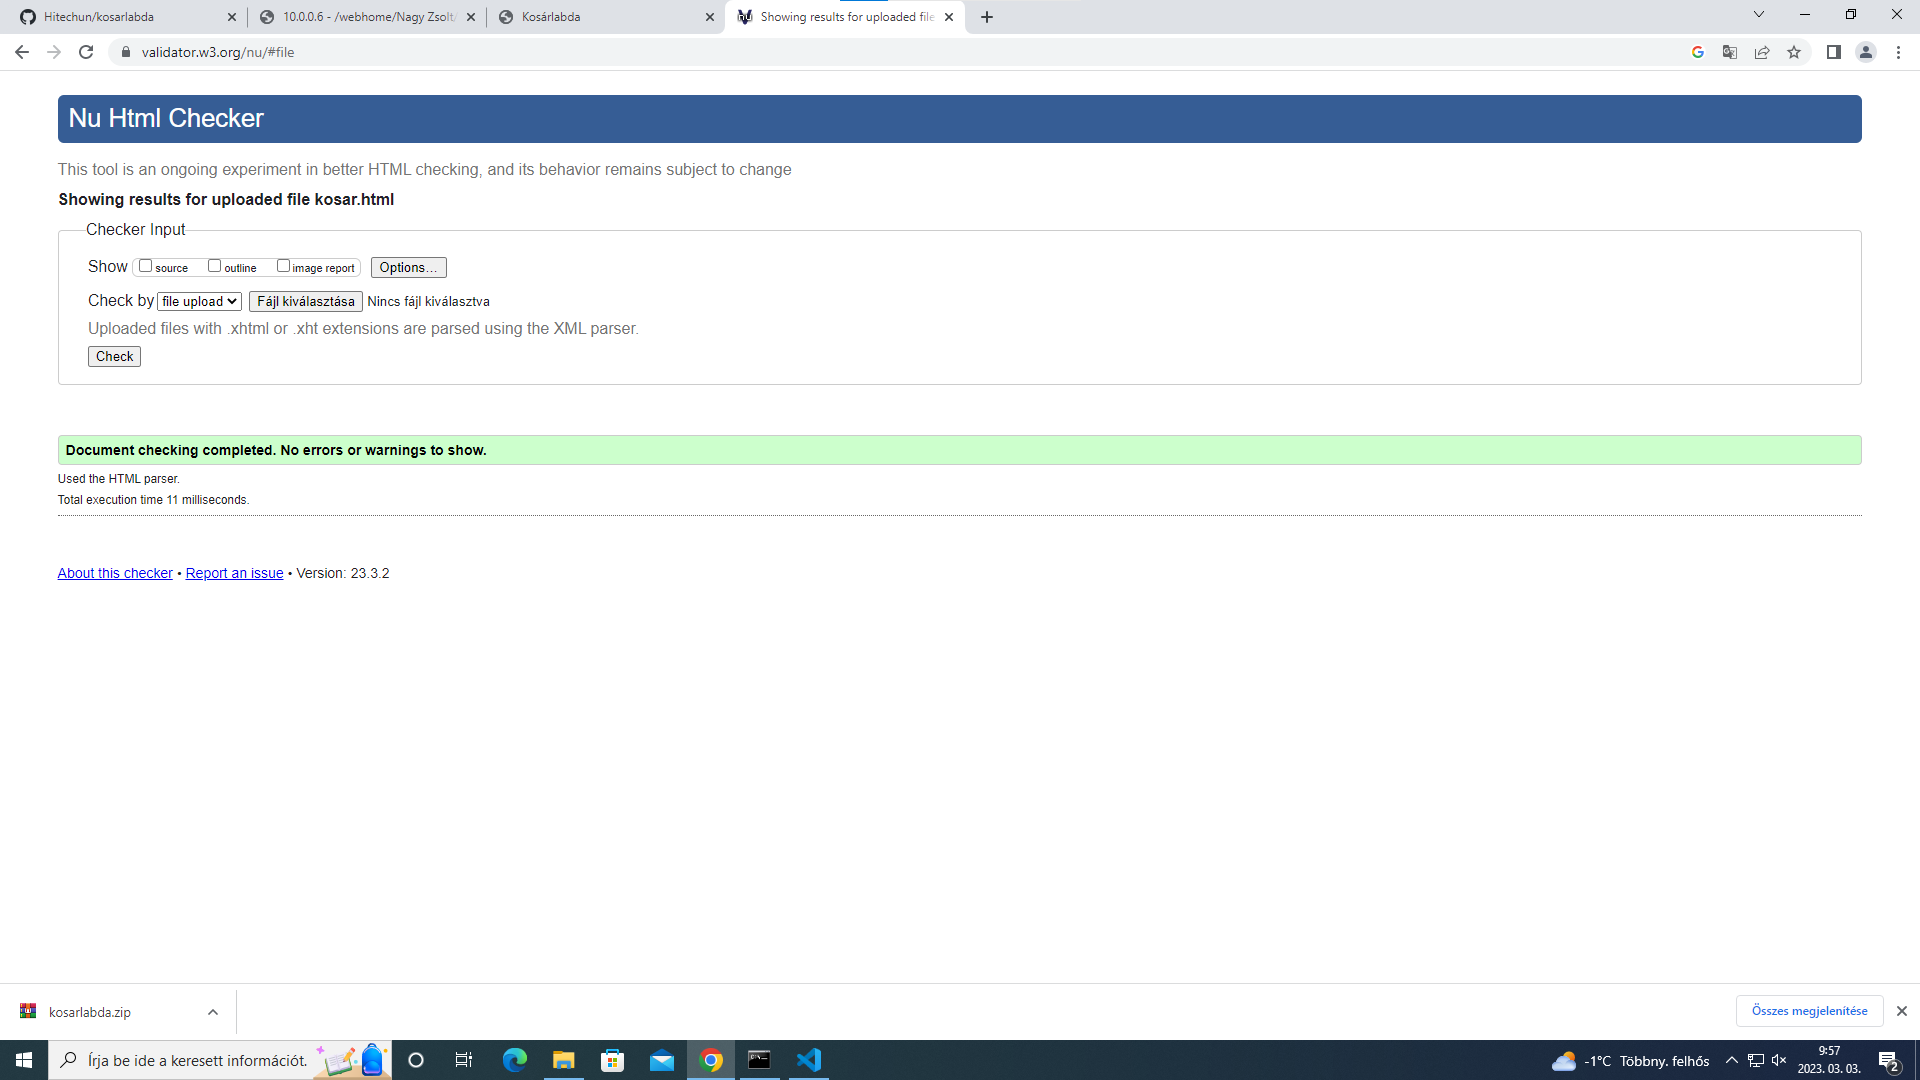 Hitechun/kosarlabda
10.0.0.6 - /webhome/Nagy Zsolt/
Kosárlabda
Showing results for uploaded file
validator.w3.org/nu/#file
Nu Html Checker
This tool is an ongoing experiment in better HTML checking, and its behavior remains subject to change
Showing results for uploaded file kosar.html
Checker Input
Show source outline image report Options...
Check by file upload Fájl kiválasztása Nincs fájl kiválasztva
Uploaded files with .xhtml or .xht extensions are parsed using the XML parser.
Check
Document checking completed. No errors or warnings to show.
Used the HTML parser.
Total execution time 11 milliseconds.
About this checker • Report an issue • Version: 23.3.2
kosarlabda.zip
Összes megjelenítése
Írja be ide a keresett információt.
-1°C Többny. felhős
9:57
2023. 03. 03.
2